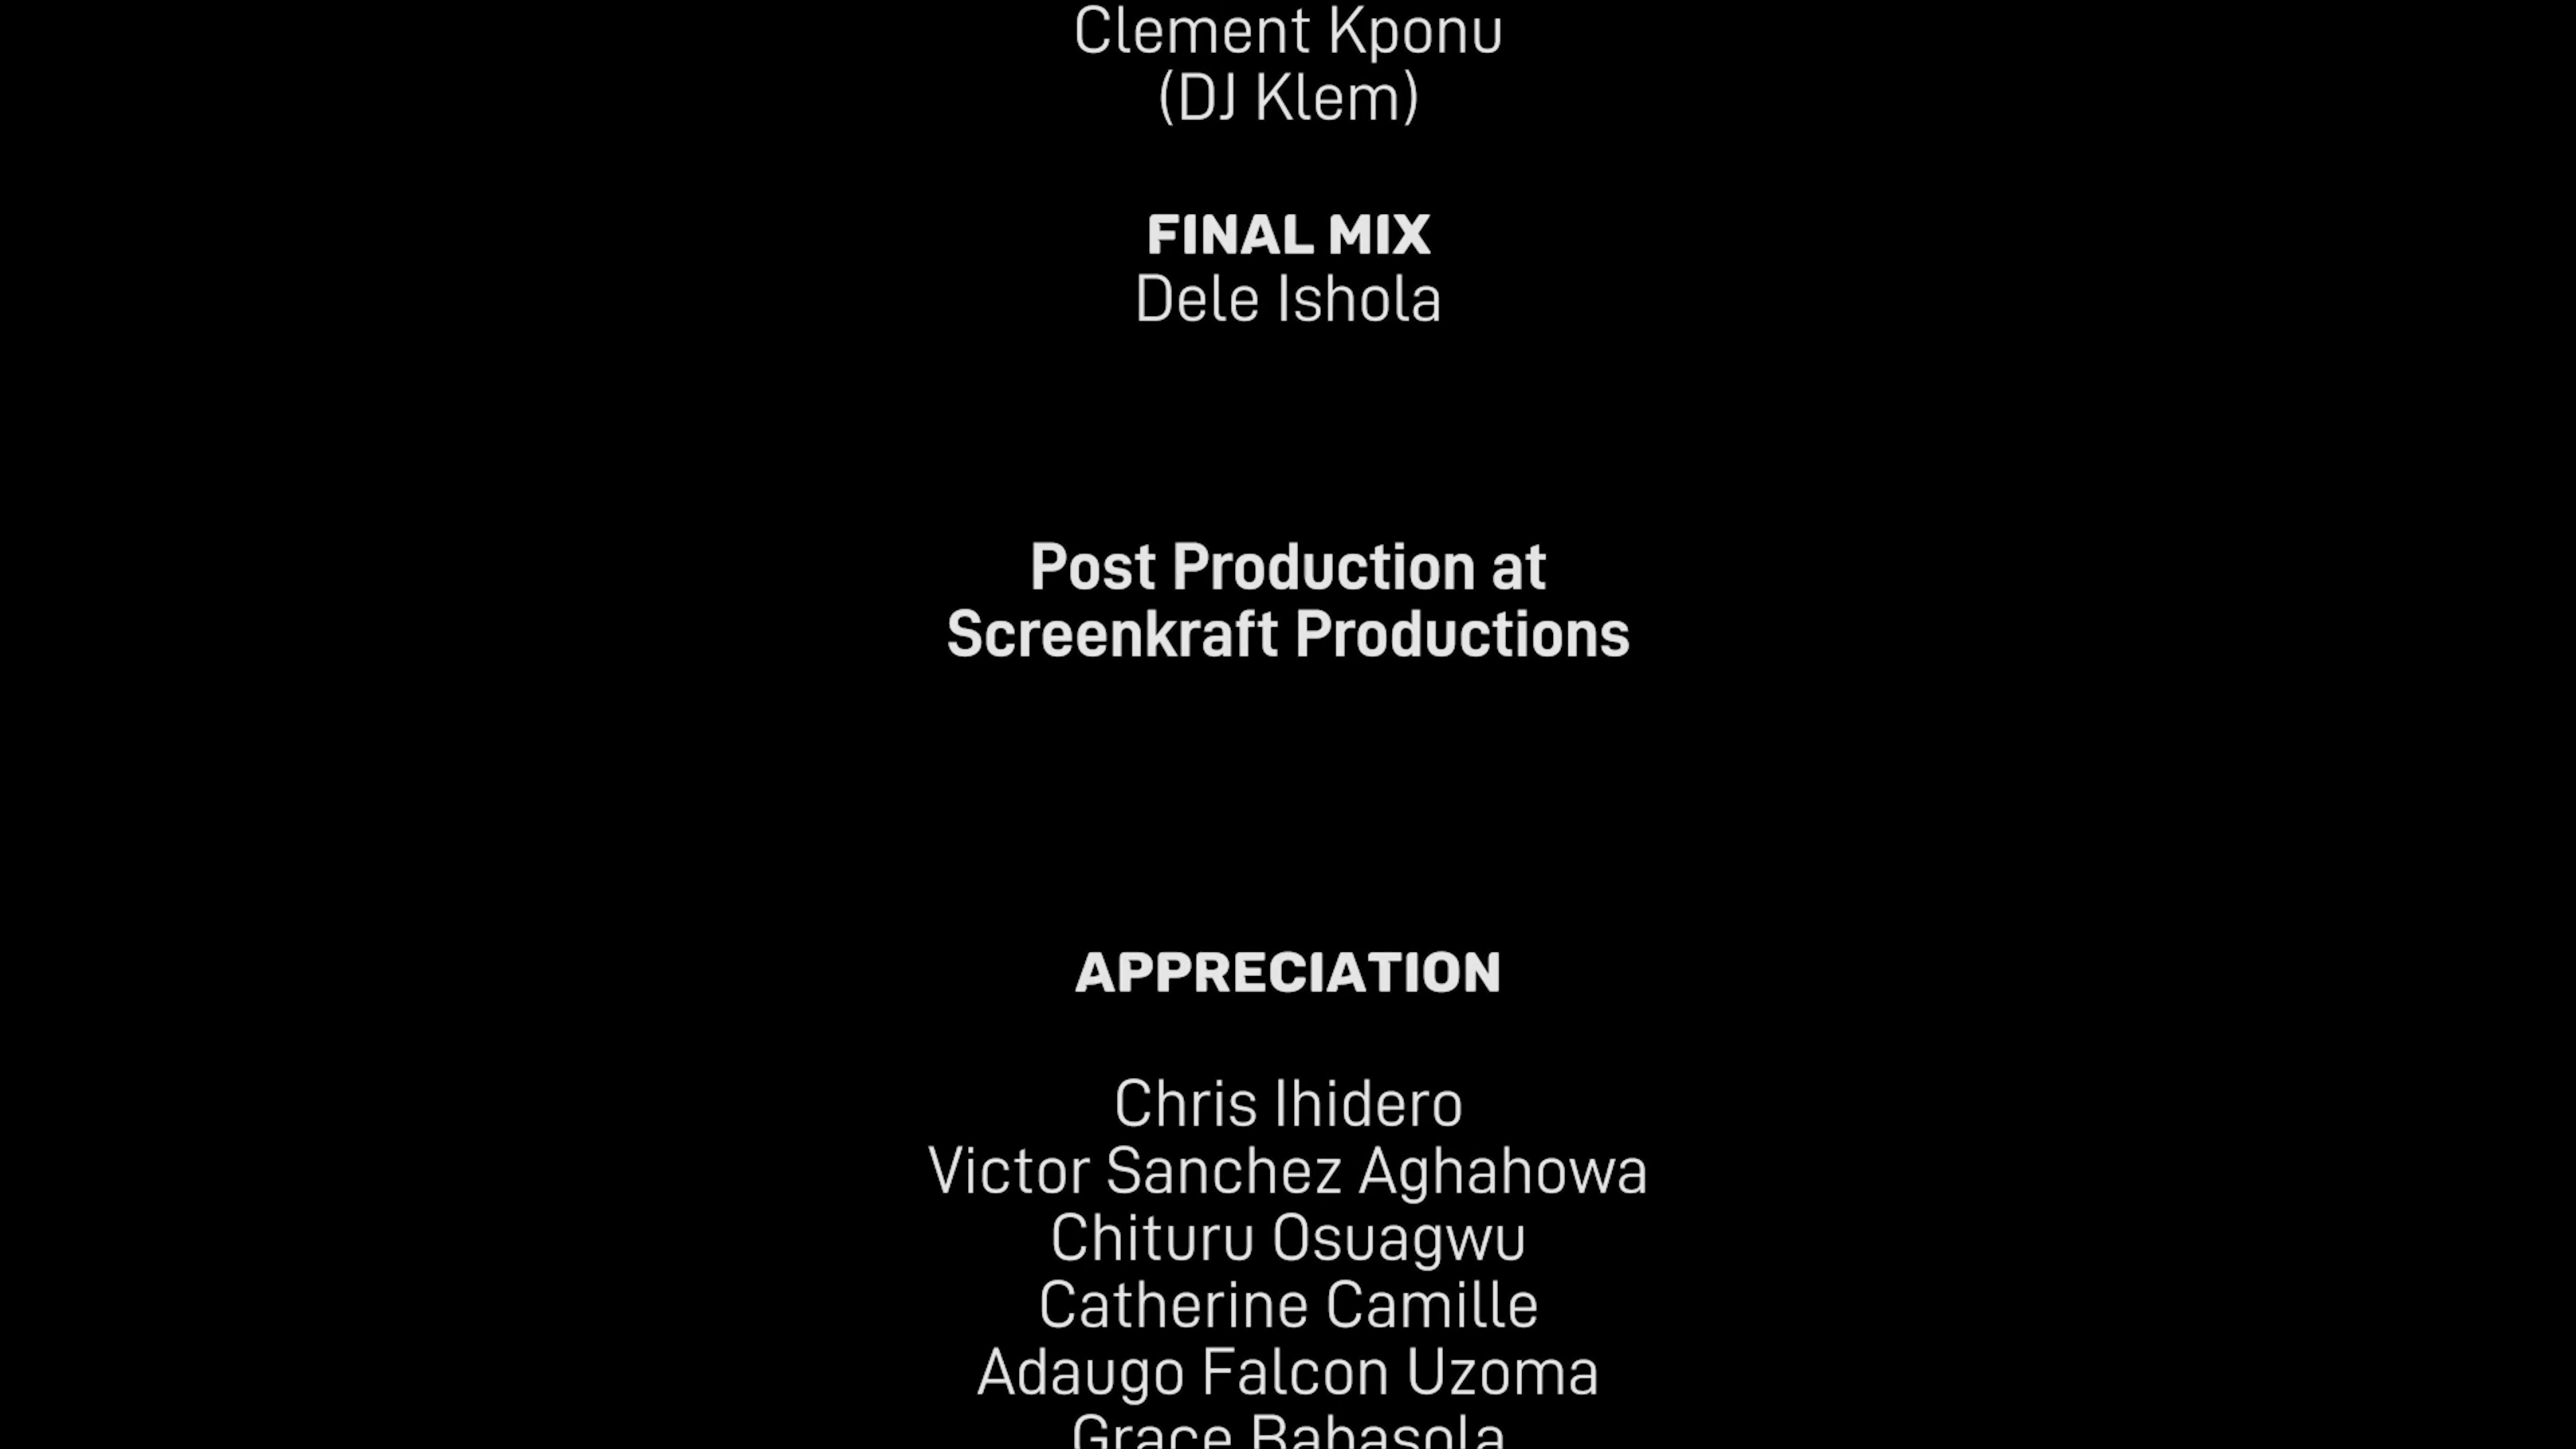 Clement Kponu
(DJ Klem)
FINAL MIX
Dele Ishola
Post Production at
Screenkraft Productions
APPRECIATION
Chris Ihidero
Victor Sanchez Aghahowa
Chituru Osuagwu
Catherine Camille
Adaugo Falcon Uzoma
Grace